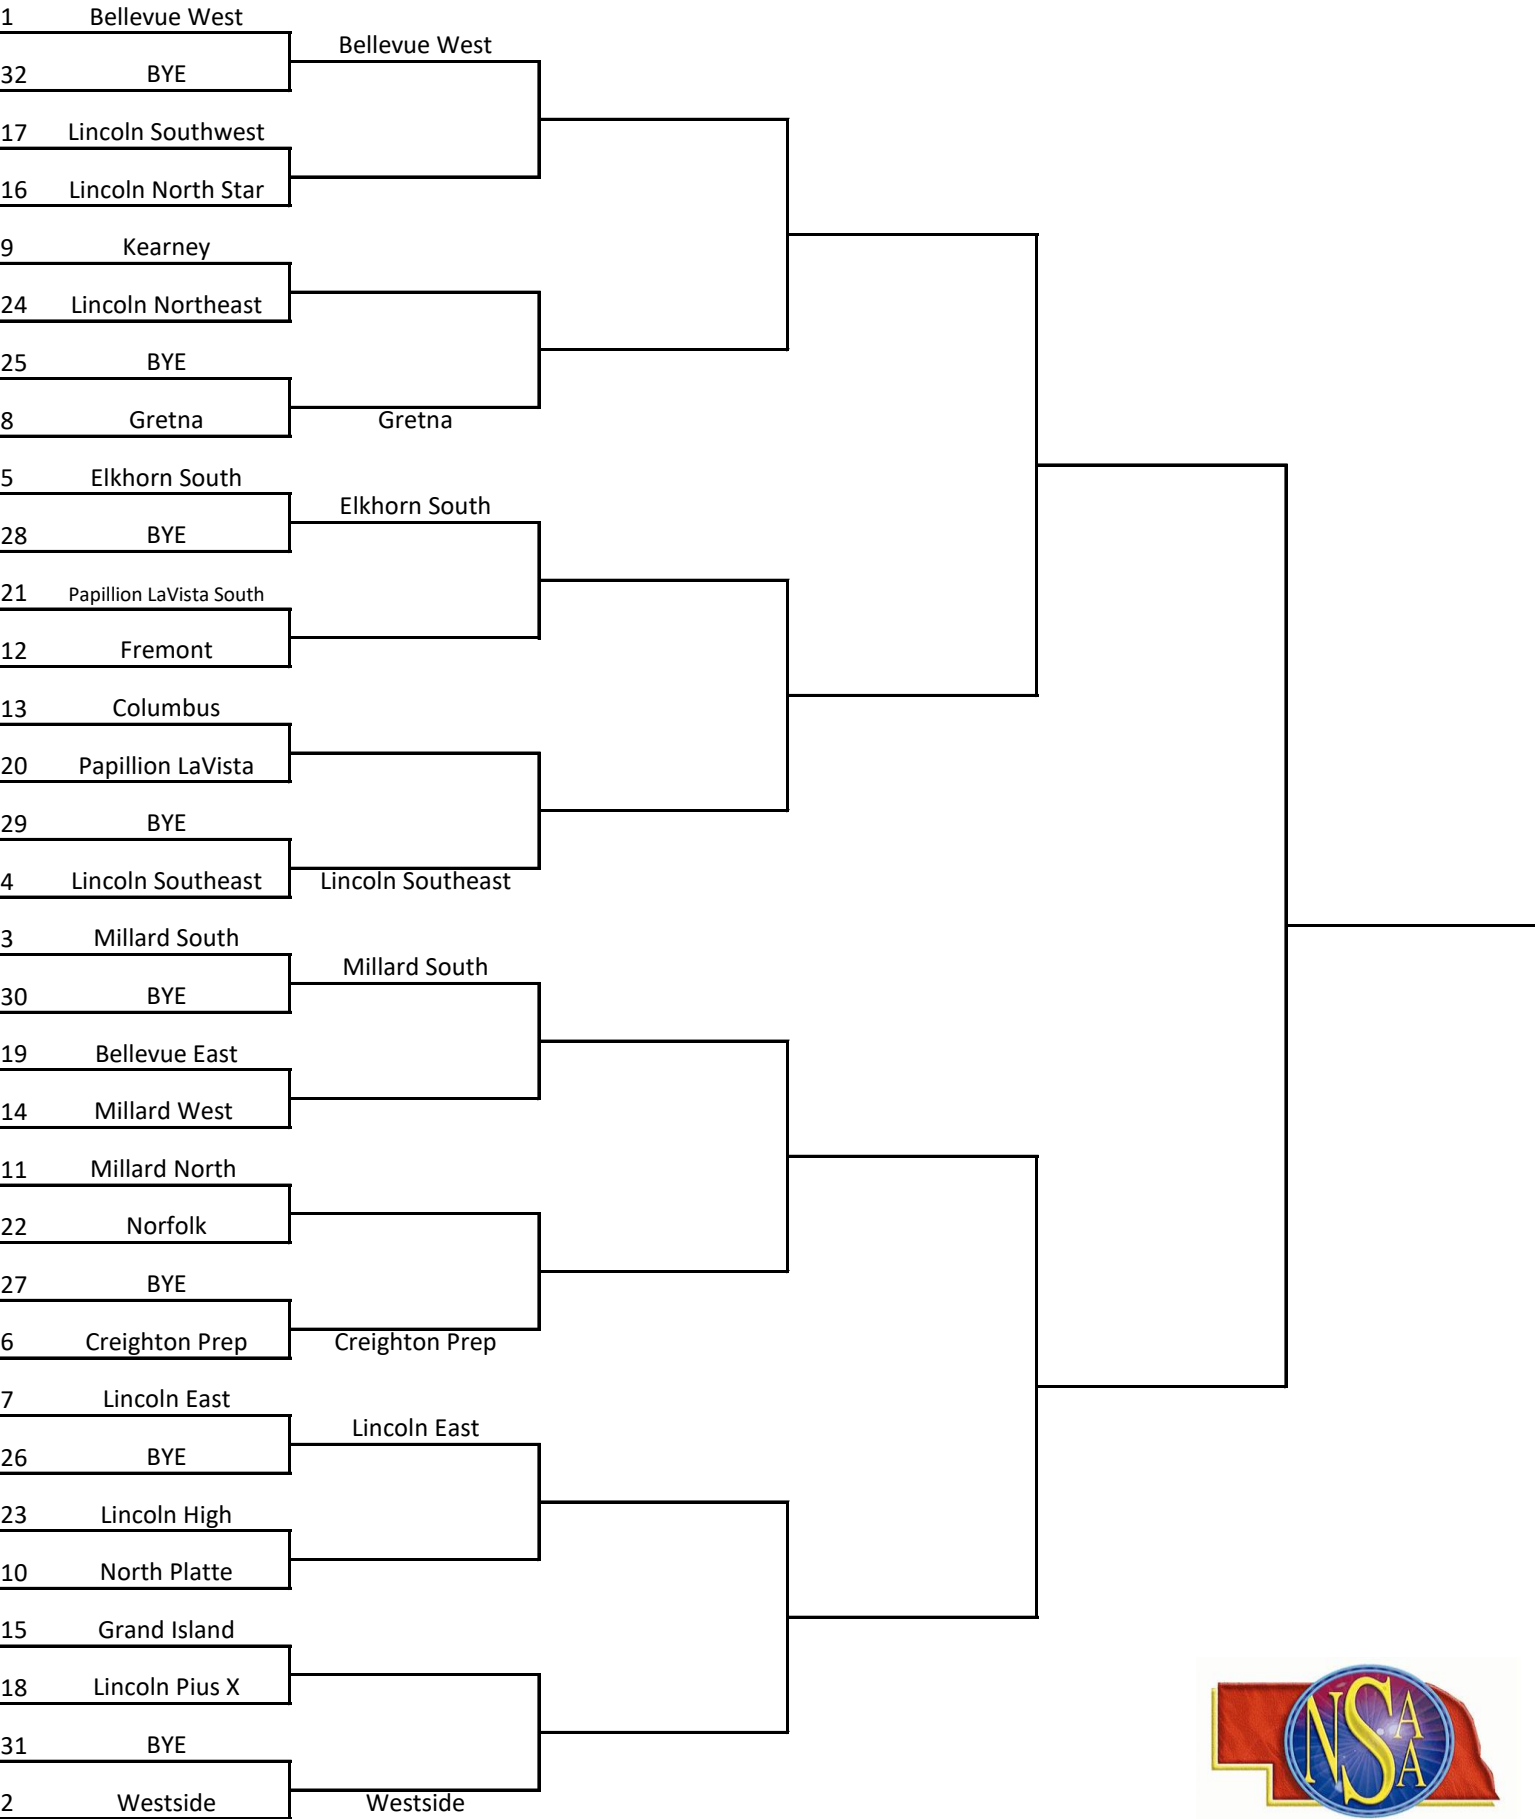 1 Bellevue West
Bellevue West
32 BYE
17 Lincoln Southwest
16 Lincoln North Star
9 Kearney
24 Lincoln Northeast
25 BYE
8 Gretna
Gretna
5 Elkhorn South
Elkhorn South
28 BYE
21 Papillion LaVista South
12 Fremont
13 Columbus
20 Papillion LaVista
29 BYE
4 Lincoln Southeast
Lincoln Southeast
3 Millard South
Millard South
30 BYE
19 Bellevue East
14 Millard West
11 Millard North
22 Norfolk
27 BYE
6 Creighton Prep
Creighton Prep
7 Lincoln East
Lincoln East
26 BYE
23 Lincoln High
10 North Platte
15 Grand Island
18 Lincoln Pius X
31 BYE
2 Westside
Westside
NSAA